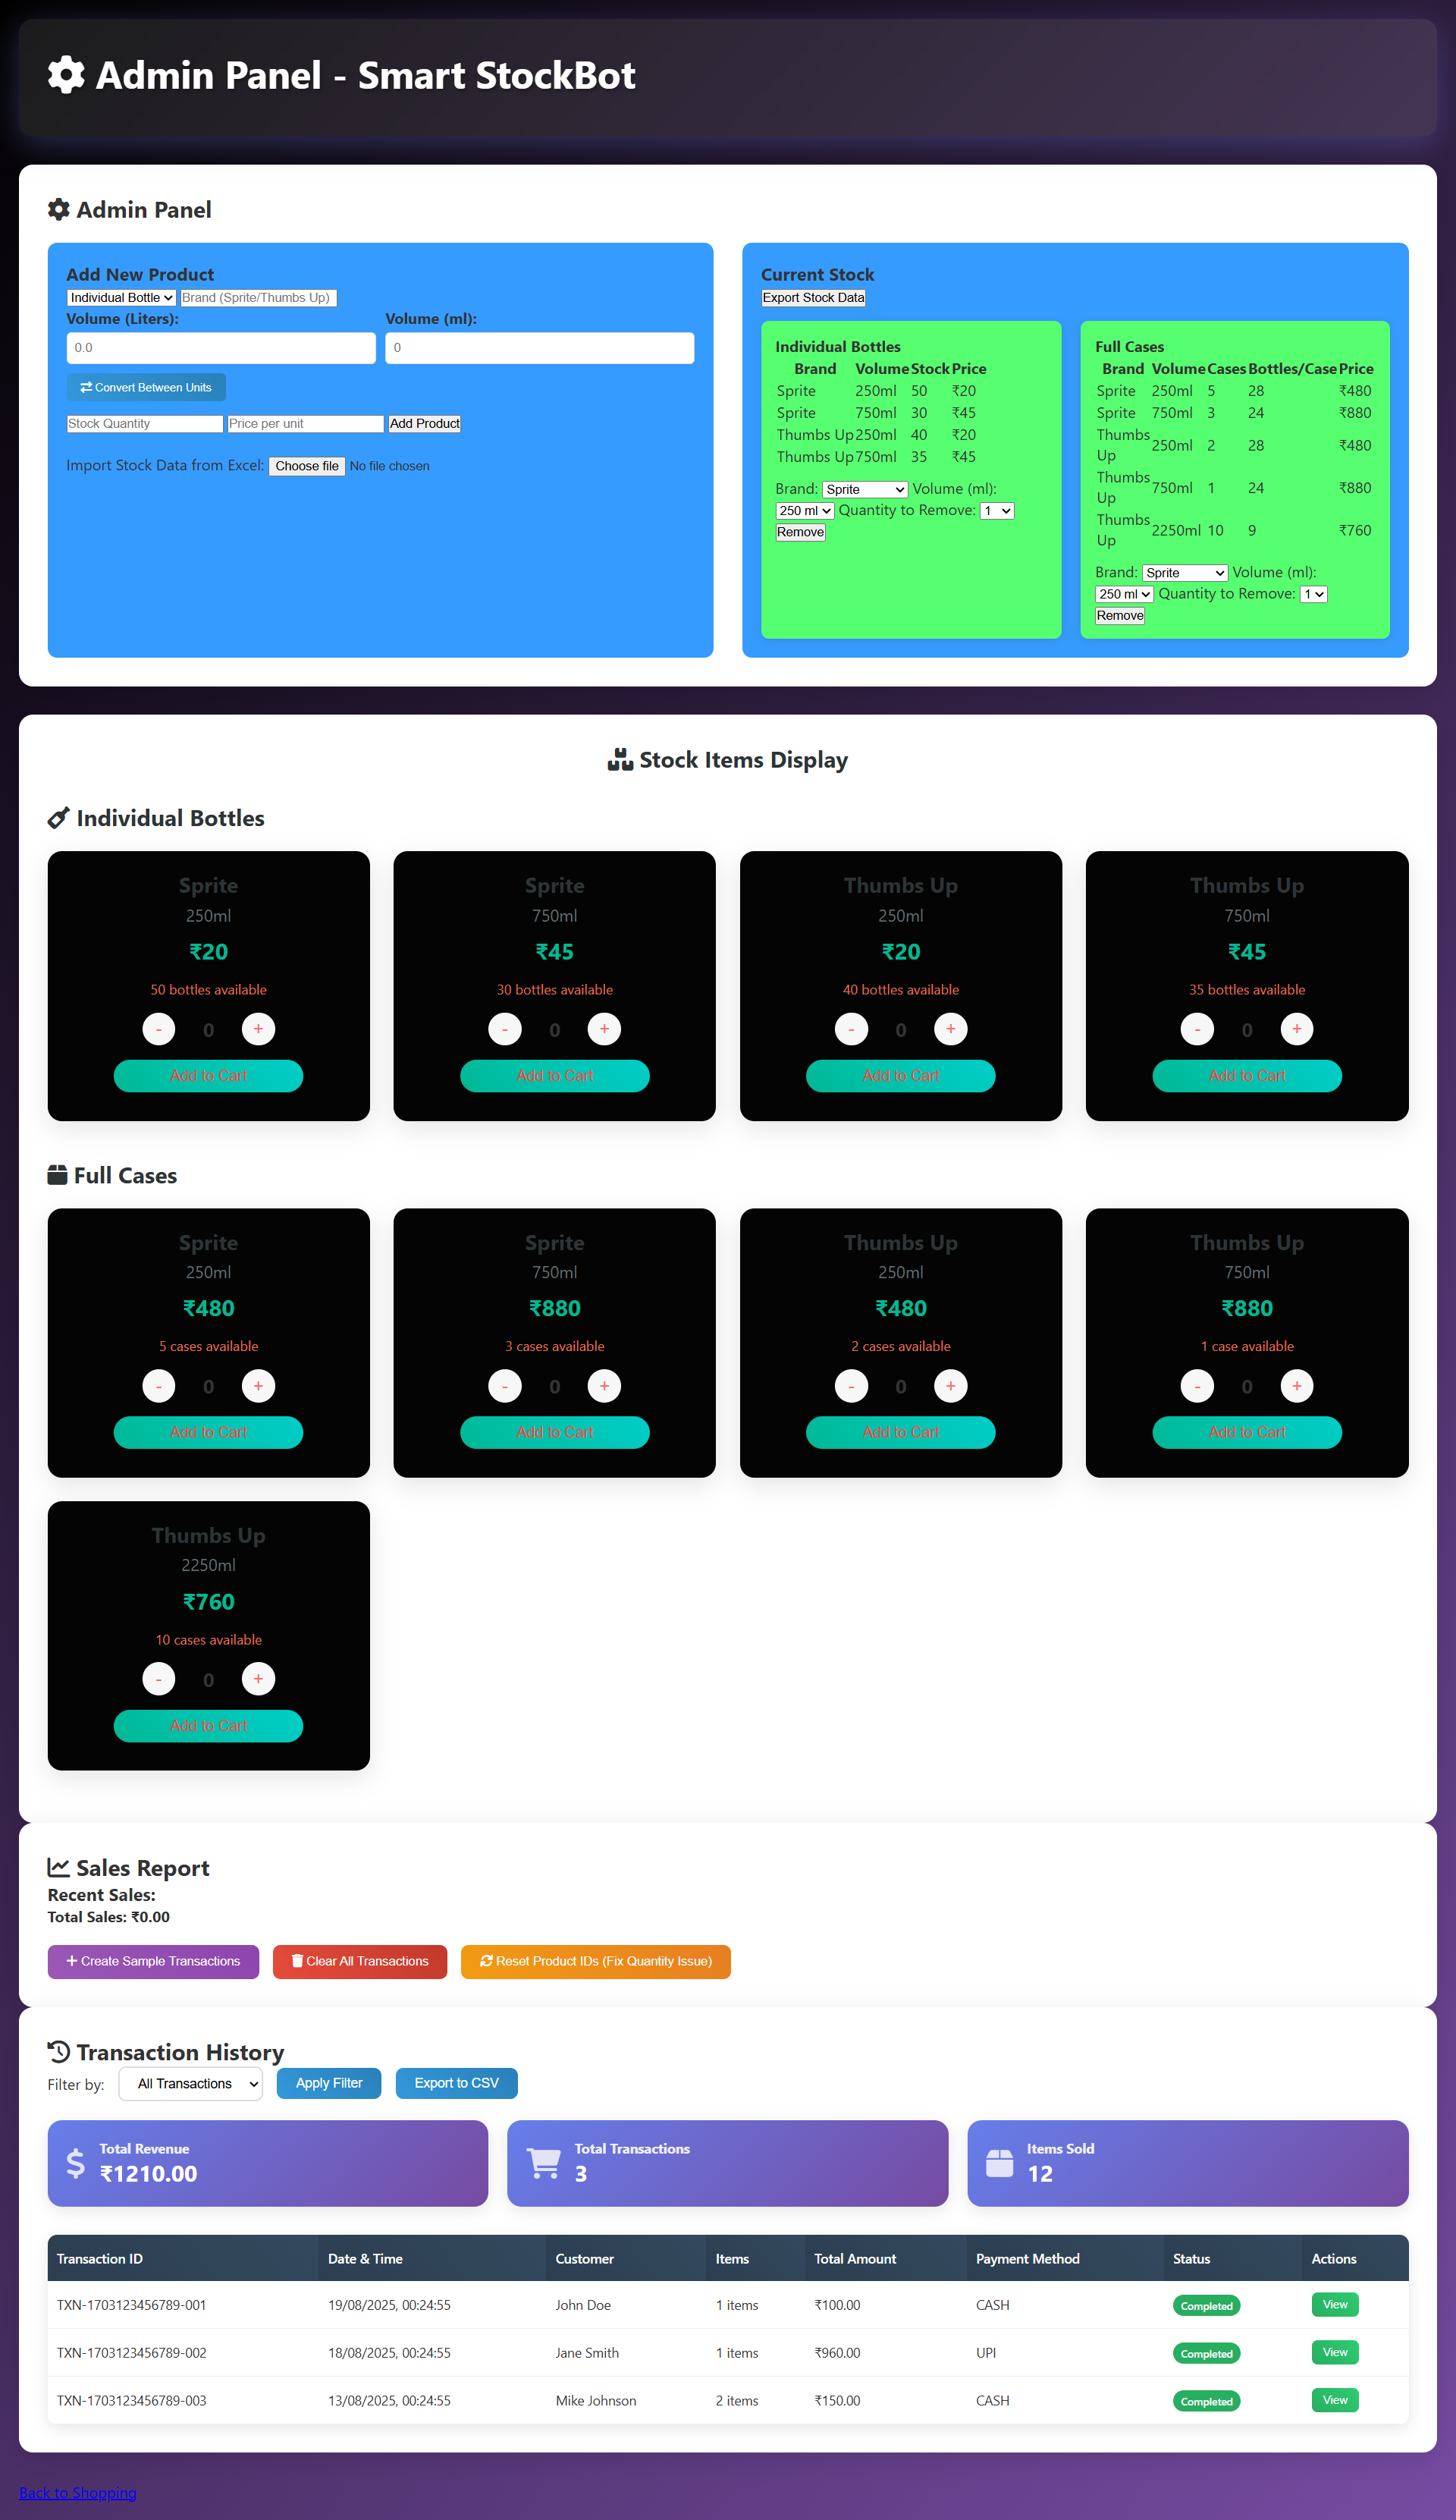 Admin Panel - Smart StockBot
Admin Panel
Add New Product
Individual Bottle Brand (Sprite/Thumbs Up)
Volume (Liters): Volume (ml):
0.0 0
Convert Between Units
Stock Quantity Price per unit Add Product
Import Stock Data from Excel: Choose file No file chosen
Current Stock
Export Stock Data
Individual Bottles
Brand Volume Stock Price
Sprite 250ml 50 ₹20
Sprite 750ml 30 ₹45
Thumbs Up 250ml 40 ₹20
Thumbs Up 750ml 35 ₹45
Brand: Sprite Volume (ml):
250 ml Quantity to Remove: 1
Remove
Full Cases
Brand Volume Cases Bottles/Case Price
Sprite 250ml 5 28 ₹480
Sprite 750ml 3 24 ₹880
Thumbs Up 250ml 2 28 ₹480
Thumbs Up 750ml 1 24 ₹880
Thumbs Up 2250ml 10 9 ₹760
Brand: Sprite Volume (ml):
250 ml Quantity to Remove: 1
Remove
Stock Items Display
Individual Bottles
Sprite Sprite Thumbs Up Thumbs Up
250ml 750ml 250ml 750ml
₹20 ₹45 ₹20 ₹45
50 bottles available 30 bottles available 40 bottles available 35 bottles available
- 0 + - 0 + - 0 + - 0 +
Add to Cart Add to Cart Add to Cart Add to Cart
Full Cases
Sprite Sprite Thumbs Up Thumbs Up
250ml 750ml 250ml 750ml
₹480 ₹880 ₹480 ₹880
5 cases available 3 cases available 2 cases available 1 case available
- 0 + - 0 + - 0 + - 0 +
Add to Cart Add to Cart Add to Cart Add to Cart
Thumbs Up
2250ml
₹760
10 cases available
- 0 +
Add to Cart
Sales Report
Recent Sales:
Total Sales: ₹0.00
Create Sample Transactions Clear All Transactions Reset Product IDs (Fix Quantity Issue)
Transaction History
Filter by: All Transactions Apply Filter Export to CSV
Total Revenue Total Transactions Items Sold
₹1210.00 3 12
Transaction ID Date & Time Customer Items Total Amount Payment Method Status Actions
TXN-1703123456789-001 19/08/2025, 00:24:55 John Doe 1 items ₹100.00 CASH Completed View
TXN-1703123456789-002 18/08/2025, 00:24:55 Jane Smith 1 items ₹960.00 UPI Completed View
TXN-1703123456789-003 13/08/2025, 00:24:55 Mike Johnson 2 items ₹150.00 CASH Completed View
Back to Shopping